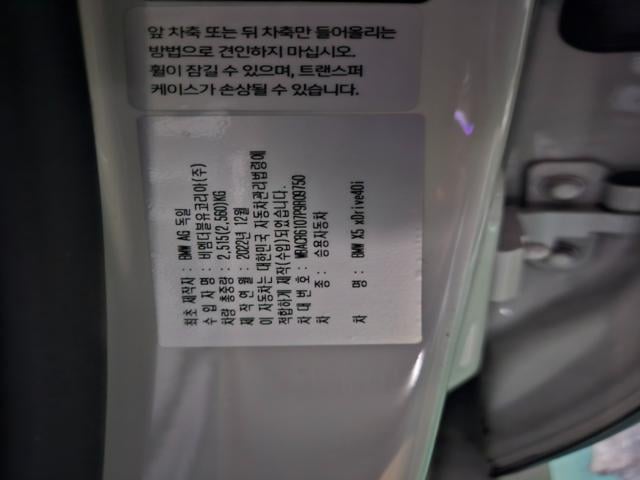 앞 차축 또는 뒤 차축만 들어올리는
방법으로 견인하지 마십시오.
휠이 잠길 수 있으며, 트랜스퍼
케이스가 손상될 수 있습니다.
최초 제작자 : BMW AG 독일
수 입 자 명 : 비엠더블유코리아(주)
차량 총중량 : 2,515(2,560)KG
제 작 연 월 : 2022년 12월
이 자동차는 대한민국 자동차관리법령에
적합하게 제작(수입)되었습니다.
차 대 번 호 : WBACR6107P9R09750
차 종 : 승용자동차
차 명 : BMW X5 xDrive40i